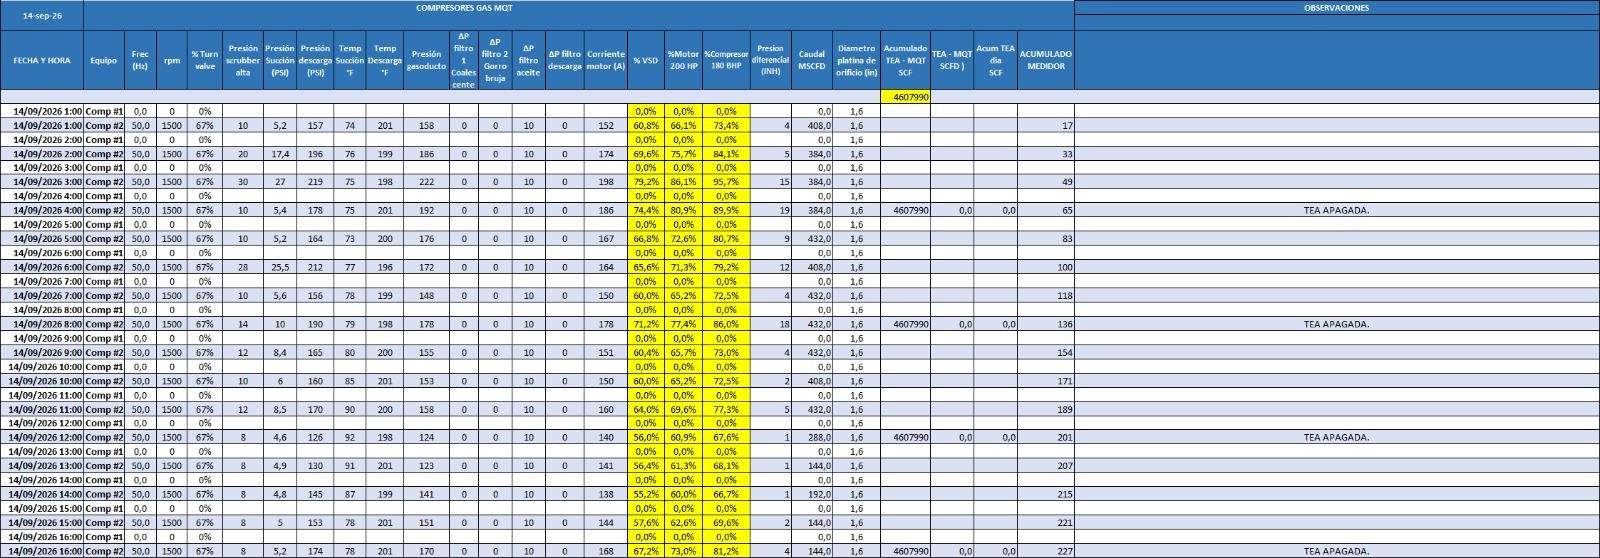 14-sep-26 COMPRESORES GAS MQT OBSERVACIONES
FECHA Y HORA Equipo Frec (Hz) rpm % Turn valve Presión scrubber alta Presión Succión (PSI) Presión descarga (PSI) Temp Succión °F Temp Descarga °F Presión gasoducto ΔP filtro 1 Coales cente ΔP filtro 2 Gorro bruja ΔP filtro aceite ΔP filtro descarga Corriente motor (A) % VSD %Motor 200 HP %Compresor 180 BHP Presion diferencial (INH) Caudal MSCFD Diametro platina de orificio (in) Acumulado TEA - MQT SCF TEA - MQT SCFD ) Acum TEA dia SCF ACUMULADO MEDIDOR
4607990
14/09/2026 1:00 Comp #1 0,0 0 0% 0,0% 0,0% 0,0% 0,0 1,6
14/09/2026 1:00 Comp #2 50,0 1500 67% 10 5,2 157 74 201 158 0 0 10 0 152 60,8% 66,1% 73,4% 4 408,0 1,6 17
14/09/2026 2:00 Comp #1 0,0 0 0% 0,0% 0,0% 0,0% 0,0 1,6
14/09/2026 2:00 Comp #2 50,0 1500 67% 20 17,4 196 76 199 186 0 0 10 0 174 69,6% 75,7% 84,1% 5 384,0 1,6 33
14/09/2026 3:00 Comp #1 0,0 0 0% 0,0% 0,0% 0,0% 0,0 1,6
14/09/2026 3:00 Comp #2 50,0 1500 67% 30 27 219 75 198 222 0 0 10 0 198 79,2% 86,1% 95,7% 15 384,0 1,6 49
14/09/2026 4:00 Comp #1 0,0 0 0% 0,0% 0,0% 0,0% 0,0 1,6
14/09/2026 4:00 Comp #2 50,0 1500 67% 10 5,4 178 75 201 192 0 0 10 0 186 74,4% 80,9% 89,9% 19 384,0 1,6 4607990 0,0 0,0 65 TEA APAGADA.
14/09/2026 5:00 Comp #1 0,0 0 0% 0,0% 0,0% 0,0% 0,0 1,6
14/09/2026 5:00 Comp #2 50,0 1500 67% 10 5,2 164 73 200 176 0 0 10 0 167 66,8% 72,6% 80,7% 9 432,0 1,6 83
14/09/2026 6:00 Comp #1 0,0 0 0% 0,0% 0,0% 0,0% 0,0 1,6
14/09/2026 6:00 Comp #2 50,0 1500 67% 28 25,5 212 77 196 172 0 0 10 0 164 65,6% 71,3% 79,2% 12 408,0 1,6 100
14/09/2026 7:00 Comp #1 0,0 0 0% 0,0% 0,0% 0,0% 0,0 1,6
14/09/2026 7:00 Comp #2 50,0 1500 67% 10 5,6 156 78 199 148 0 0 10 0 150 60,0% 65,2% 72,5% 4 432,0 1,6 118
14/09/2026 8:00 Comp #1 0,0 0 0% 0,0% 0,0% 0,0% 0,0 1,6
14/09/2026 8:00 Comp #2 50,0 1500 67% 14 10 190 79 198 178 0 0 10 0 178 71,2% 77,4% 86,0% 18 432,0 1,6 4607990 0,0 0,0 136 TEA APAGADA.
14/09/2026 9:00 Comp #1 0,0 0 0% 0,0% 0,0% 0,0% 0,0 1,6
14/09/2026 9:00 Comp #2 50,0 1500 67% 12 8,4 165 80 200 155 0 0 10 0 151 60,4% 65,7% 73,0% 4 432,0 1,6 154
14/09/2026 10:00 Comp #1 0,0 0 0% 0,0% 0,0% 0,0% 0,0 1,6
14/09/2026 10:00 Comp #2 50,0 1500 67% 10 6 160 85 201 153 0 0 10 0 150 60,0% 65,2% 72,5% 2 408,0 1,6 171
14/09/2026 11:00 Comp #1 0,0 0 0% 0,0% 0,0% 0,0% 0,0 1,6
14/09/2026 11:00 Comp #2 50,0 1500 67% 12 8,5 170 90 200 158 0 0 10 0 160 64,0% 69,6% 77,3% 5 432,0 1,6 189
14/09/2026 12:00 Comp #1 0,0 0 0% 0,0% 0,0% 0,0% 0,0 1,6
14/09/2026 12:00 Comp #2 50,0 1500 67% 8 4,6 126 92 198 124 0 0 10 0 140 56,0% 60,9% 67,6% 1 288,0 1,6 4607990 0,0 0,0 201 TEA APAGADA.
14/09/2026 13:00 Comp #1 0,0 0 0% 0,0% 0,0% 0,0% 0,0 1,6
14/09/2026 13:00 Comp #2 50,0 1500 67% 8 4,9 130 91 201 123 0 0 10 0 141 56,4% 61,3% 68,1% 1 144,0 1,6 207
14/09/2026 14:00 Comp #1 0,0 0 0% 0,0% 0,0% 0,0% 0,0 1,6
14/09/2026 14:00 Comp #2 50,0 1500 67% 8 4,8 145 87 199 141 0 0 10 0 138 55,2% 60,0% 66,7% 1 192,0 1,6 215
14/09/2026 15:00 Comp #1 0,0 0 0% 0,0% 0,0% 0,0% 0,0 1,6
14/09/2026 15:00 Comp #2 50,0 1500 67% 8 5 153 78 201 151 0 0 10 0 144 57,6% 62,6% 69,6% 2 144,0 1,6 221
14/09/2026 16:00 Comp #1 0,0 0 0% 0,0% 0,0% 0,0% 0,0 1,6
14/09/2026 16:00 Comp #2 50,0 1500 67% 8 5,2 174 78 201 170 0 0 10 0 168 67,2% 73,0% 81,2% 4 144,0 1,6 4607990 0,0 0,0 227 TEA APAGADA.